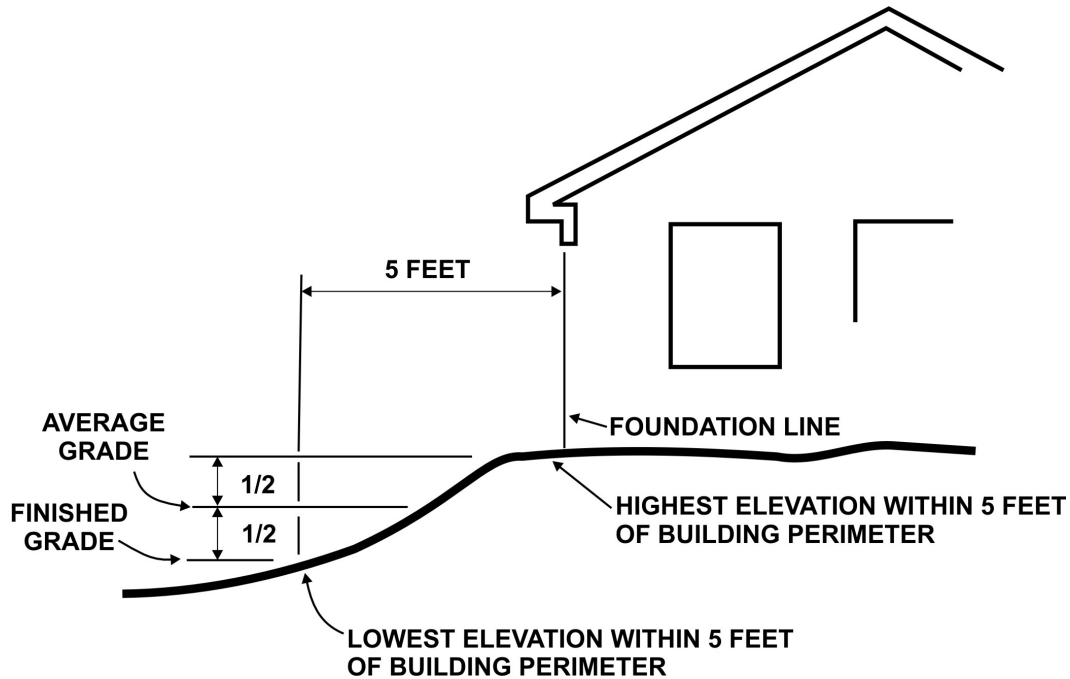 5 FEET
AVERAGE
GRADE
FOUNDATION LINE
1/2
HIGHEST ELEVATION WITHIN 5 FEET
OF BUILDING PERIMETER
FINISHED
GRADE
1/2
LOWEST ELEVATION WITHIN 5 FEET
OF BUILDING PERIMETER